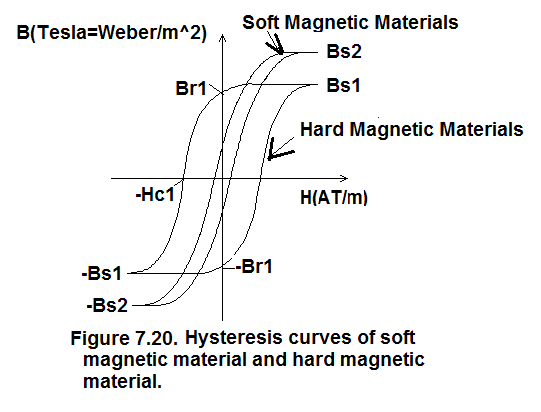 B(Tesla=Weber/m^2)
Soft Magnetic Materials
Bs2
Br1
Bs1
Hard Magnetic Materials
-Hc1
H(AT/m)
-Bs1
-Br1
-Bs2
Figure 7.20. Hysteresis curves of soft
magnetic material and hard magnetic
material.